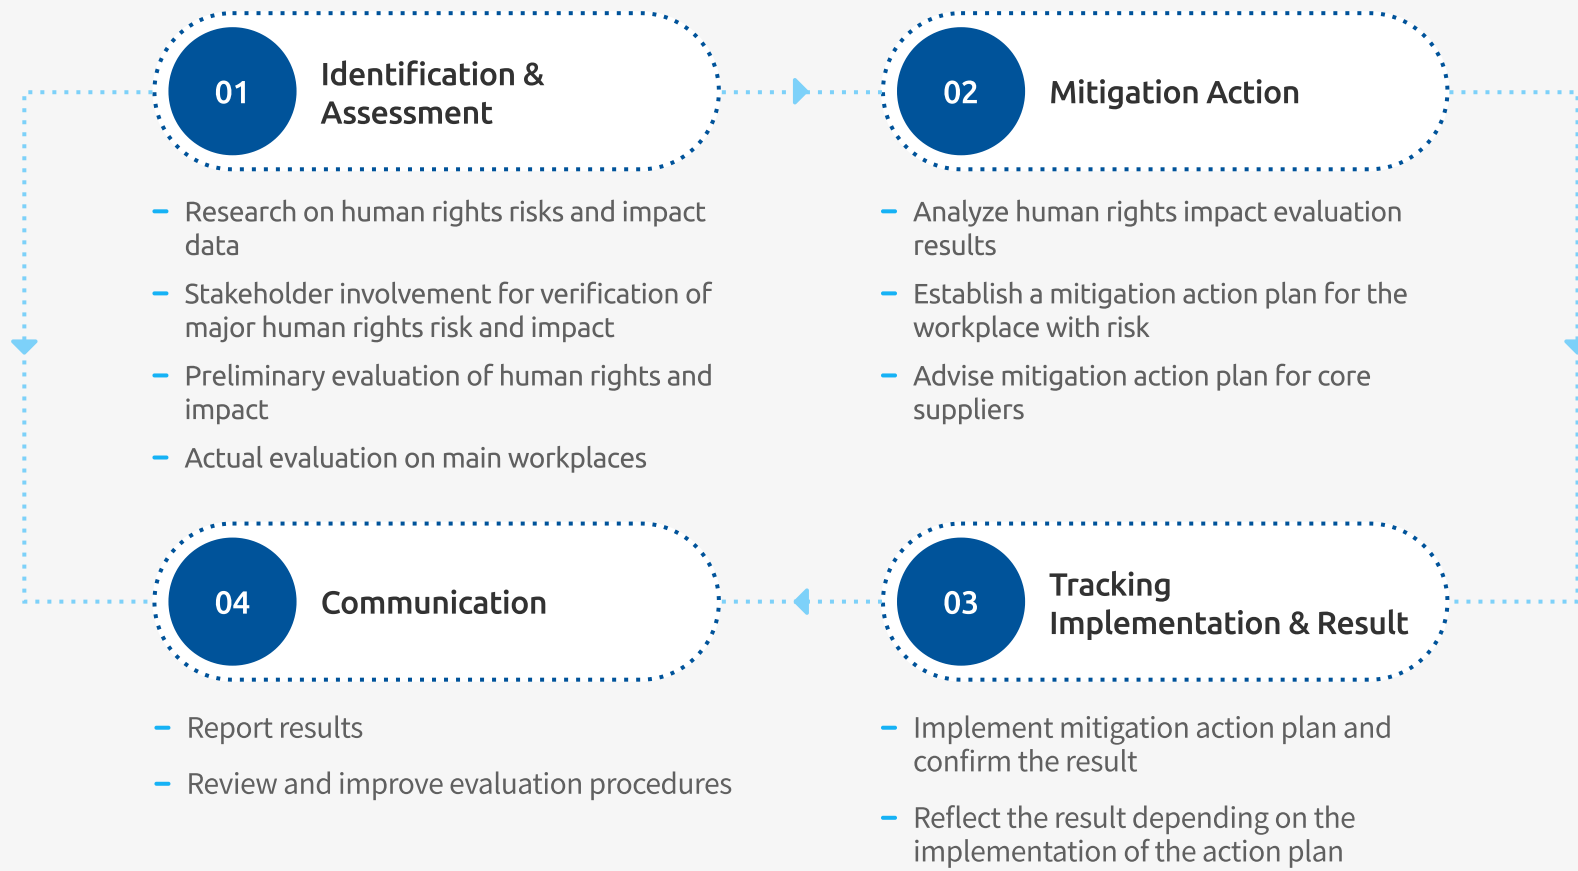 01
Identification &
Assessment
– Research on human rights risks and impact
data
– Stakeholder involvement for verification of
major human rights risk and impact
– Preliminary evaluation of human rights and
impact
– Actual evaluation on main workplaces
02
Mitigation Action
– Analyze human rights impact evaluation
results
– Establish a mitigation action plan for the
workplace with risk
– Advise mitigation action plan for core
suppliers
03
Tracking
Implementation & Result
– Implement mitigation action plan and
confirm the result
– Reflect the result depending on the
implementation of the action plan
04
Communication
– Report results
– Review and improve evaluation procedures